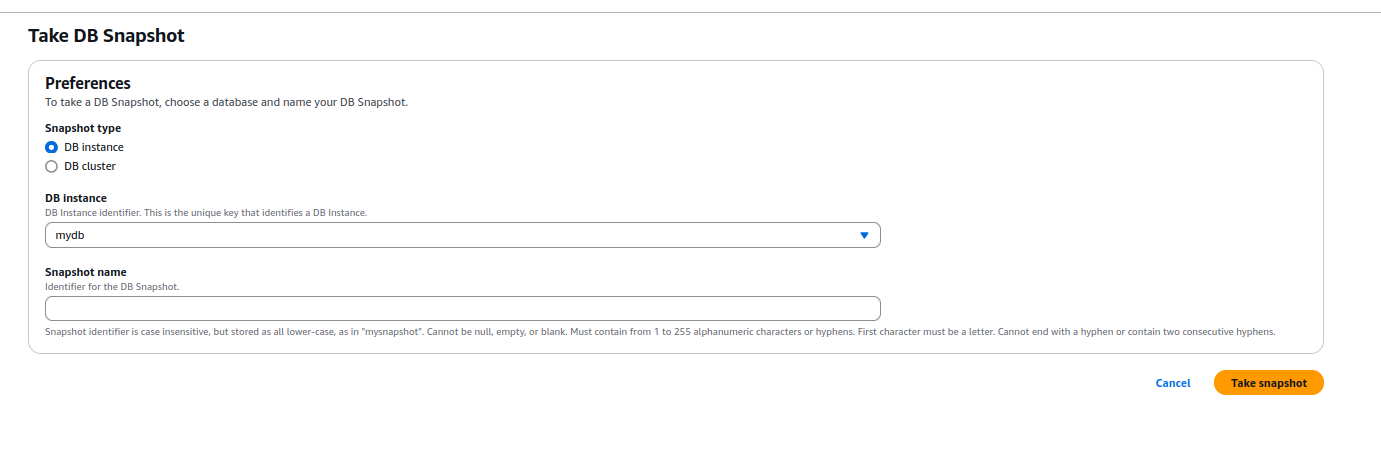 Take DB Snapshot
Preferences
To take a DB Snapshot, choose a database and name your DB Snapshot.
Snapshot type
DB instance
DB cluster
DB instance
DB Instance identifier. This is the unique key that identifies a DB Instance.
mydb
Snapshot name
Identifier for the DB Snapshot.
Snapshot identifier is case insensitive, but stored as all lower-case, as in "mysnapshot". Cannot be null, empty, or blank. Must contain from 1 to 255 alphanumeric characters or hyphens. First character must be a letter. Cannot end with a hyphen or contain two consecutive hyphens.
Cancel
Take snapshot